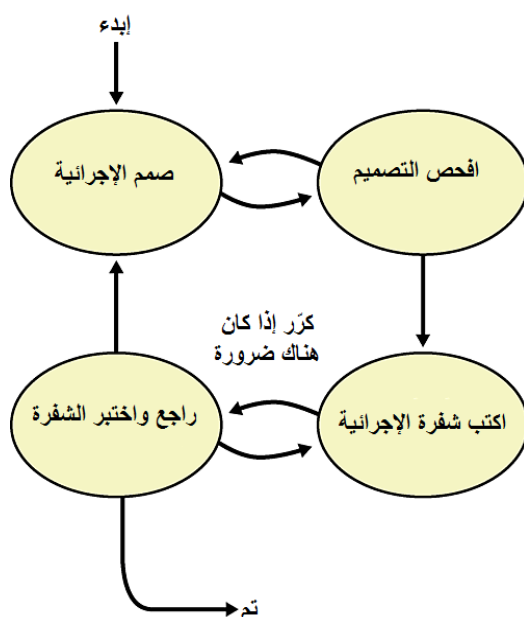 إبدء
صمم الإجرائية
افحص التصميم
كرّر إذا كان
هناك ضرورة
راجع واختبر الشفرة
اكتب شفرة الإجرائية
تم